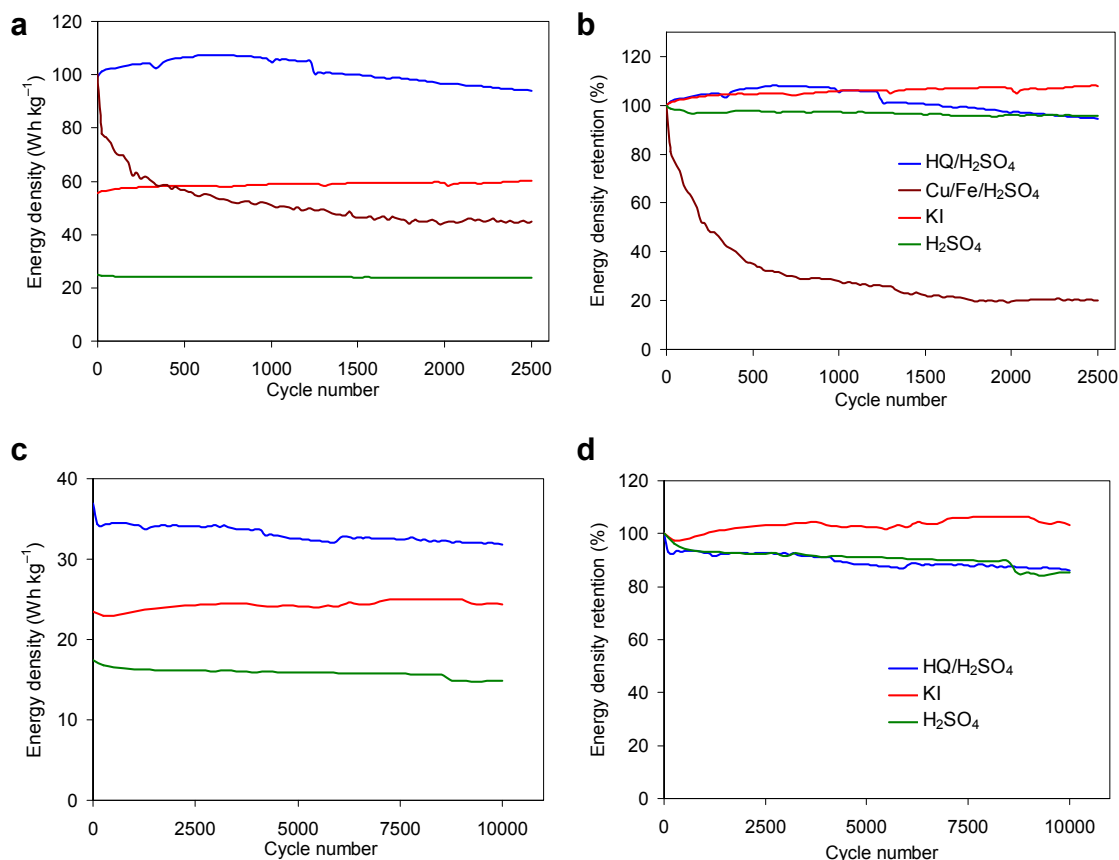 a
Energy density (Wh kg⁻¹)
120
100
80
60
40
20
0
0 500 1000 1500 2000 2500
Cycle number
b
Energy density retention (%)
120
100
80
60
40
20
0
HQ/H₂SO₄
Cu/Fe/H₂SO₄
KI
H₂SO₄
0 500 1000 1500 2000 2500
Cycle number
c
Energy density (Wh kg⁻¹)
40
30
20
10
0
0 2500 5000 7500 10000
Cycle number
d
Energy density retention (%)
120
100
80
60
40
20
0
HQ/H₂SO₄
KI
H₂SO₄
0 2500 5000 7500 10000
Cycle number